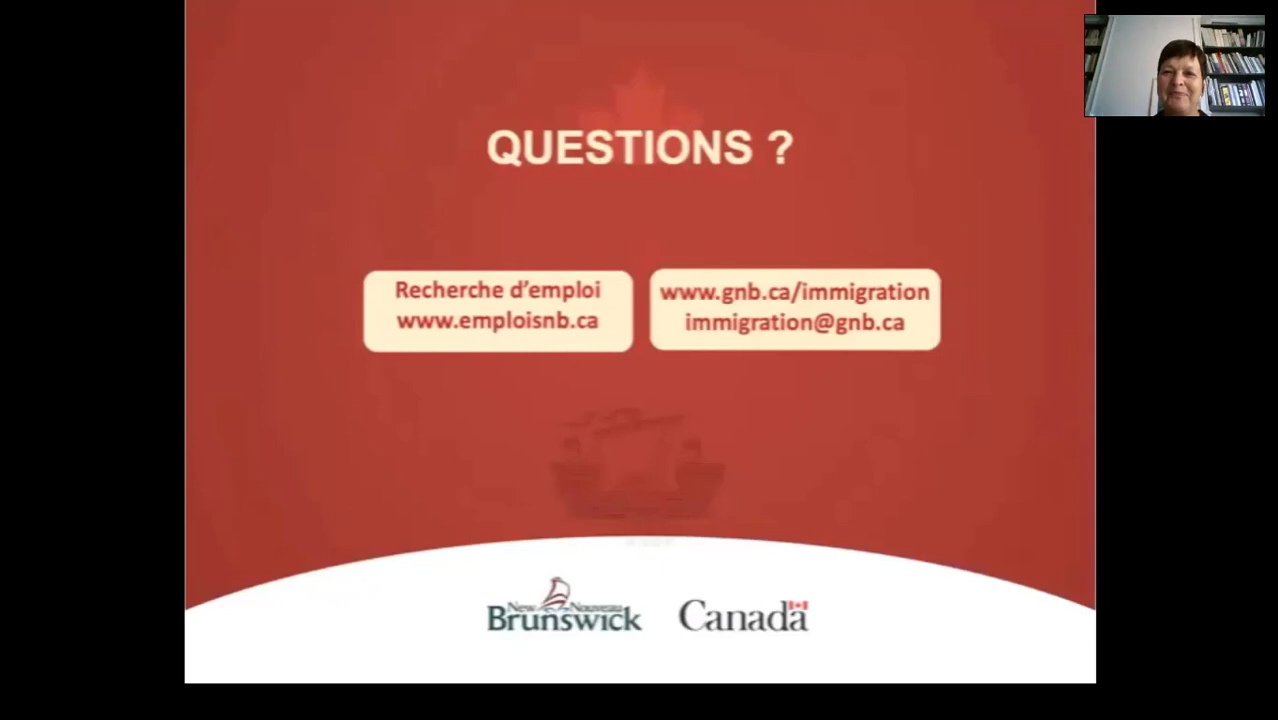 QUESTIONS ?
Recherche d'emploi
www.emploisnb.ca
www.gnb.ca/immigration
immigration@gnb.ca
New Nouveau
Brunswick
Canada